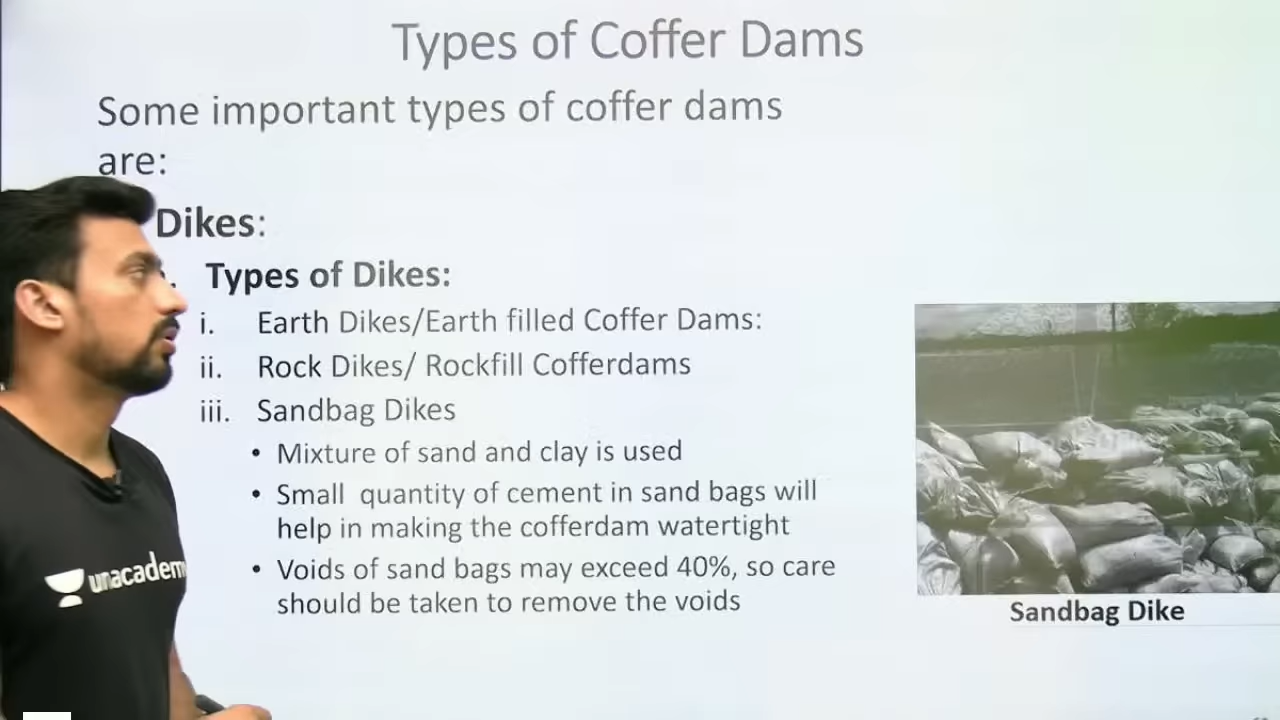 Types of Coffer Dams
Some important types of coffer dams
are:
Dikes:
Types of Dikes:
i. Earth Dikes/Earth filled Coffer Dams:
ii. Rock Dikes/ Rockfill Cofferdams
iii. Sandbag Dikes
• Mixture of sand and clay is used
• Small quantity of cement in sand bags will
help in making the cofferdam watertight
• Voids of sand bags may exceed 40%, so care
should be taken to remove the voids
Sandbag Dike
unacadem